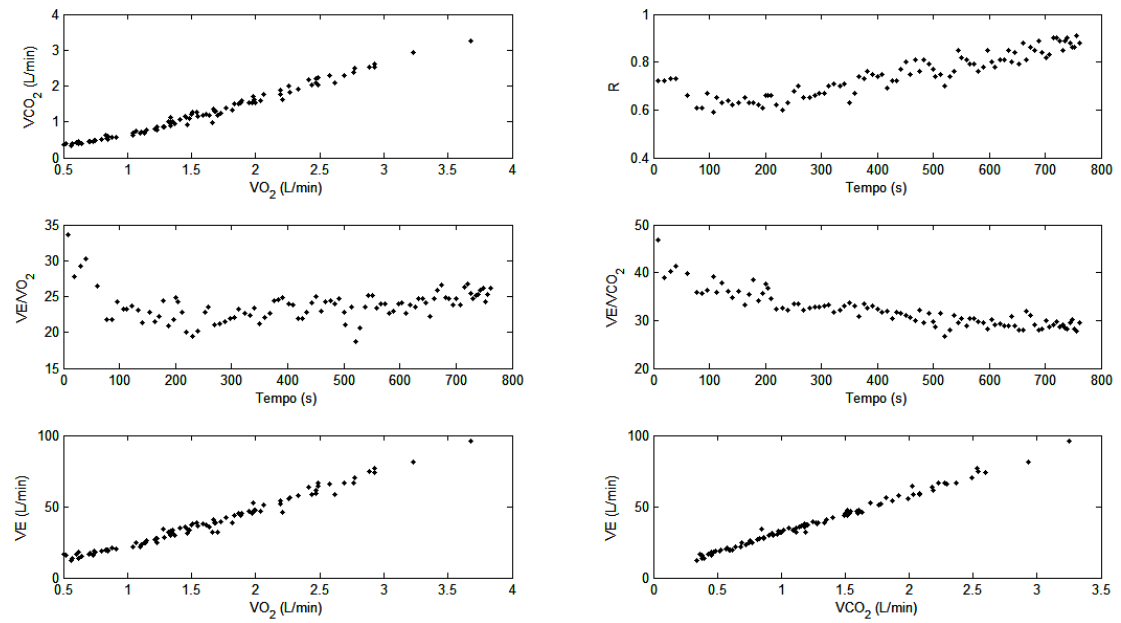 4
3
2
1
0
VCO2 (L/min)
0.5 1 1.5 2 2.5 3 3.5 4
VO2 (L/min)
1
0.8
0.6
0.4
R
0 100 200 300 400 500 600 700 800
Tempo (s)
35
30
25
20
15
VE/VO2
0 100 200 300 400 500 600 700 800
Tempo (s)
50
40
30
20
VE/VCO2
0 100 200 300 400 500 600 700 800
Tempo (s)
100
50
0
VE (L/min)
0.5 1 1.5 2 2.5 3 3.5 4
VO2 (L/min)
100
50
0
VE (L/min)
0 0.5 1 1.5 2 2.5 3 3.5
VCO2 (L/min)